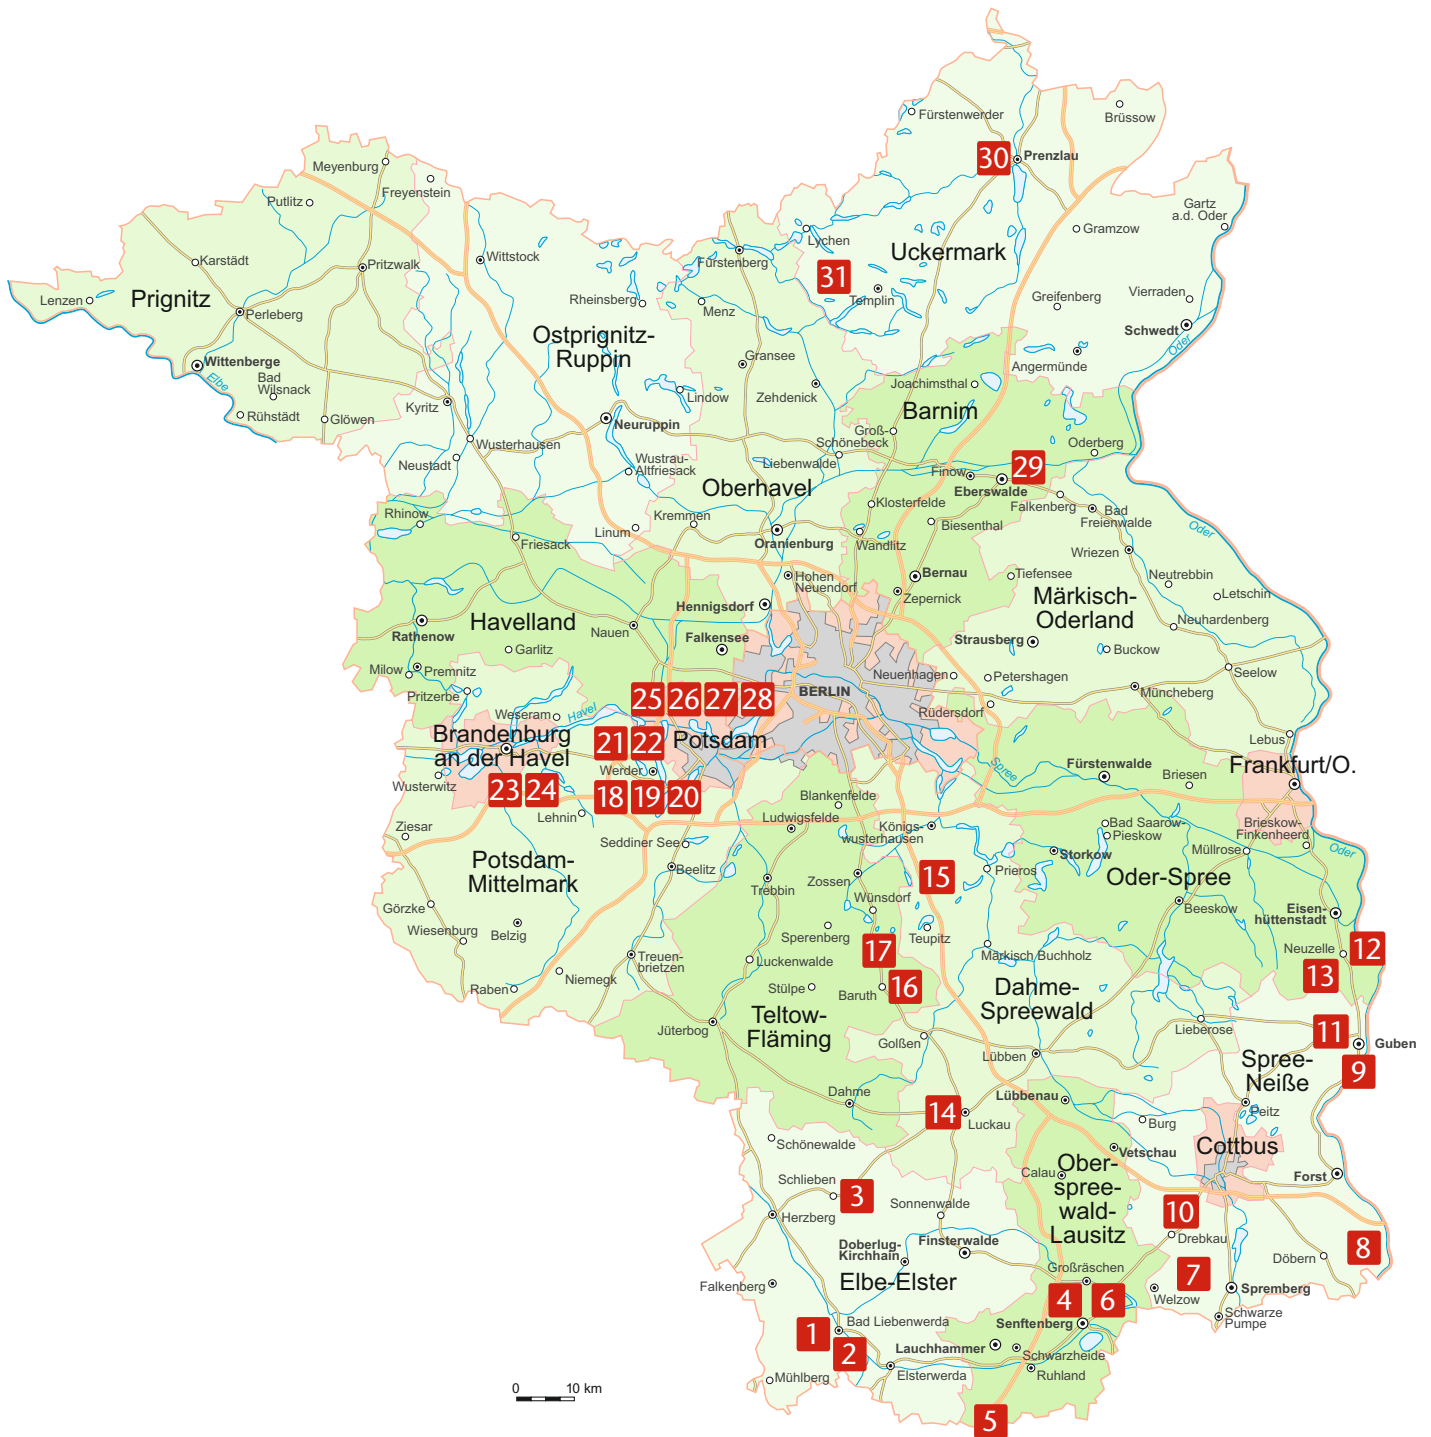 Fürstenwerder
Brüssow
30
Prenzlau
Meyenburg
Freyenstein
Putlitz
Gartz
a.d. Oder
Lychen
Gramzow
Uckermark
Wittstock
Karstädt
Pritzwalk
Fürstenberg
31
Templin
Lenzen
Prignitz
Rheinsberg
Menz
Greifenberg
Vierraden
Perleberg
Ostprignitz-
Ruppin
Schwedt
Oder
Wittenberge
Elbe
Gransee
Angermünde
Bad
Wilsnack
Joachimsthal
Lindow
Zehdenick
Rühstädt
Glöwen
Kyritz
Barnim
Neuruppin
Groß-
Schönebeck
Wusterhausen
Oderberg
Neustadt
Wustrau-
Altfriesack
Liebenwalde
Finow
29
Eberswalde
Oberhavel
Klosterfelde
Falkenberg
Bad
Freienwalde
Rhinow
Kremmen
Linum
Biesenthal
Oder
Friesack
Oranienburg
Wandlitz
Wriezen
Hohen
Neuendorf
Bernau
Tiefensee
Neutrebbin
Zepernick
Märkisch-
Oderland
Letschin
Hennigsdorf
Havelland
Rathenow
Nauen
Falkensee
Strausberg
Neuhardenberg
Garlitz
Buckow
Milow
Premnitz
Neuenhagen
Petershagen
Seelow
Pritzerbe
25
26
27
28
BERLIN
Müncheberg
Weseram
Havel
Rüdersdorf
Brandenburg
an der Havel
21
22
Potsdam
Lebus
Wusterwitz
Werder
Spree
Fürstenwalde
Briesen
Frankfurt/O.
23
24
18
19
20
Blankenfelde
Lehnin
Ludwigsfelde
Königs-
wusterhausen
Bad Saarow-
Pieskow
Brieskow-
Finkenheerd
Ziesar
Seddiner See
Storkow
Müllrose
Oder
Potsdam-
Mittelmark
Beelitz
Trebbin
Zossen
15
Prieros
Oder-Spree
Görzke
Wünsdorf
Beeskow
Eisen-
hüttenstadt
Wiesenburg
Belzig
Sperenberg
Teupitz
Treuen-
brietzen
Luckenwalde
17
Märkisch Buchholz
Neuzelle
12
13
Niemegk
Raben
Stülpe
Baruth
16
Dahme-
Spreewald
Teltow-
Fläming
Jüterbog
Golßen
Lieberose
11
Guben
Lübben
Spree-
Neiße
9
Dahme
14
Luckau
Lübbenau
Peitz
Burg
Schönewalde
Vetschau
Cottbus
Ober-
spree-
wald-
Lausitz
Calau
Forst
Schlieben
3
Sonnenwalde
Herzberg
10
Drebkau
Doberlug-
Kirchhain
Finsterwalde
8
Döbern
Elbe-Elster
Großräschen
7
Falkenberg
4
6
Welzow
Spremberg
Schwarze
Pumpe
1
Bad Liebenwerda
Senftenberg
2
Lauchhammer
Schwarzheide
Mühlberg
Elsterwerda
Ruhland
0
10 km
5